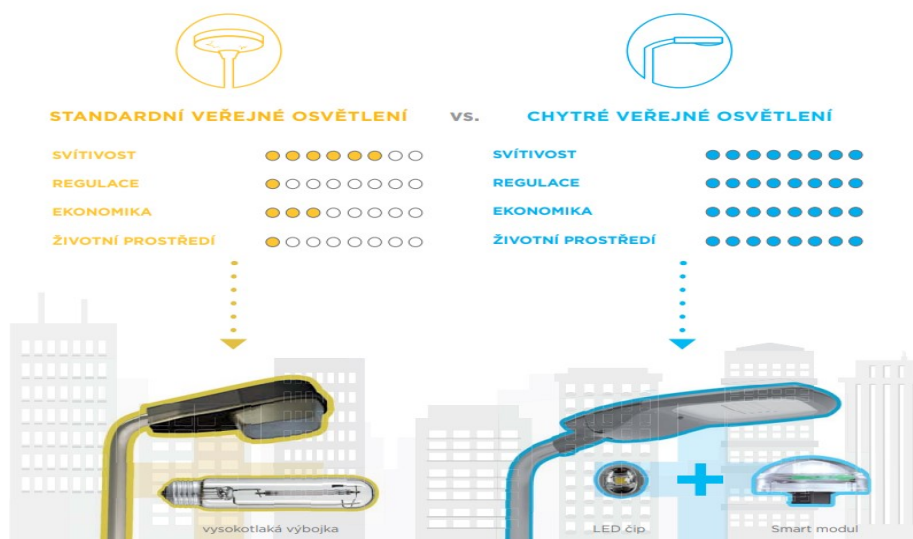 STANDARDNÍ VEŘEJNÉ OSVĚTLENÍ
vs.
CHYTRÉ VEŘEJNÉ OSVĚTLENÍ
SVÍTIVOST
REGULACE
EKONOMIKA
ŽIVOTNÍ PROSTŘEDÍ
SVÍTIVOST
REGULACE
EKONOMIKA
ŽIVOTNÍ PROSTŘEDÍ
vysokotlaká výbojka
LED čip
Smart modul